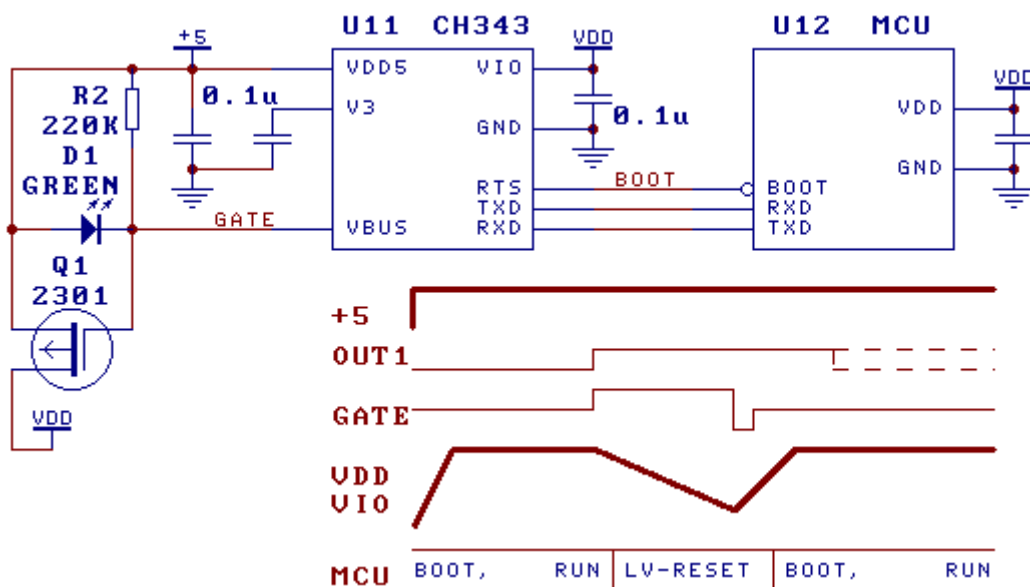 U11 CH343
U12 MCU
+5
VDD
VDD
VDD5
VIO
R2
220K
0.1u
V3
GND
0.1u
VDD
GND
D1
GREEN
RTS
BOOT
BOOT
TXD
RXD
RXD
TXD
GATE
VBUS
Q1
2301
VDD
+5
OUT1
GATE
VDD
VIO
MCU
BOOT, RUN
LV-RESET
BOOT, RUN